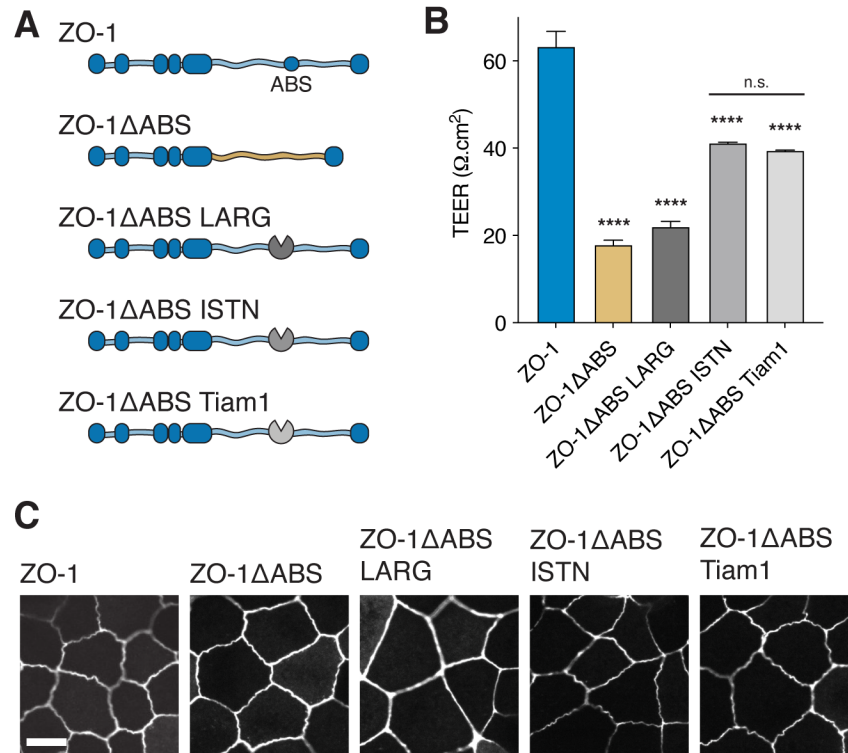 A
ZO-1
ABS
ZO-1ΔABS
ZO-1ΔABS LARG
ZO-1ΔABS ISTN
ZO-1ΔABS Tiam1
B
TEER (Ω.cm²)
60
40
20
0
****
****
****
****
n.s.
ZO-1
ZO-1ΔABS
ZO-1ΔABS LARG
ZO-1ΔABS ISTN
ZO-1ΔABS Tiam1
C
ZO-1
ZO-1ΔABS
ZO-1ΔABS
LARG
ZO-1ΔABS
ISTN
ZO-1ΔABS
Tiam1